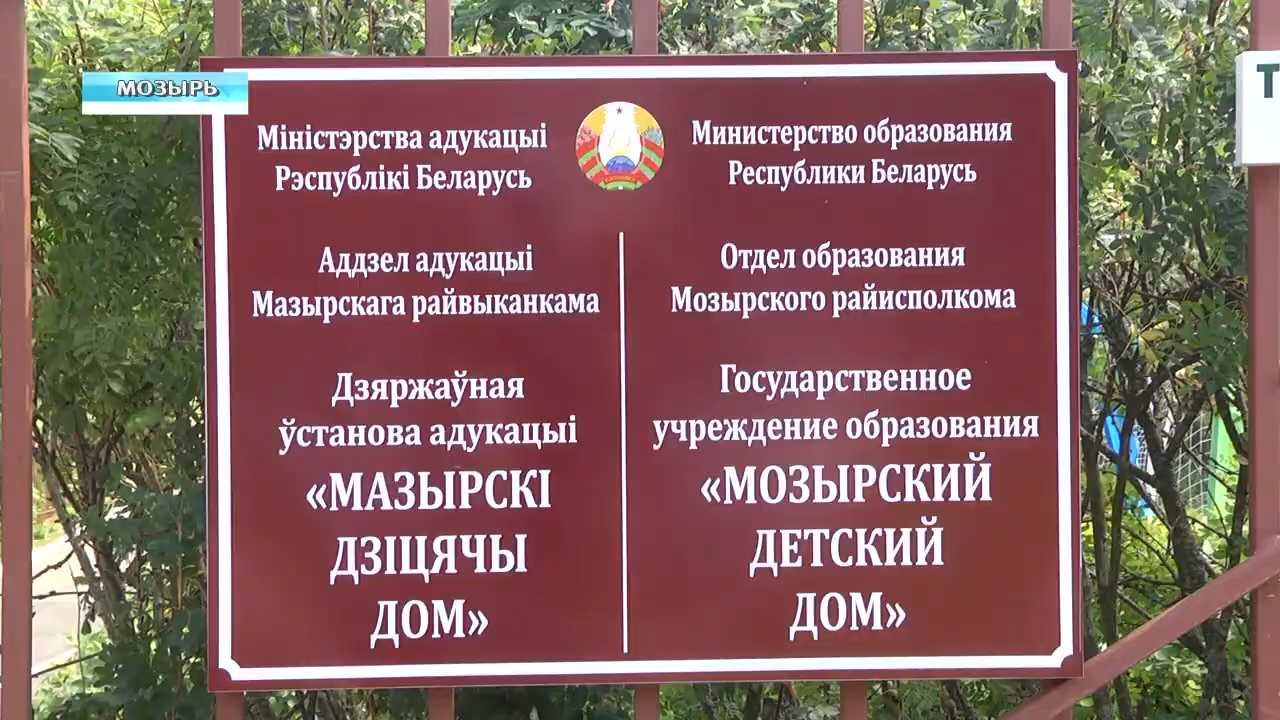 МОЗЫРЬ
Міністэрства адукацыі
Рэспублікі Беларусь
Аддзел адукацыі
Мазырскага райвыканкама
Дзяржаўная
ўстанова адукацыі
«МАЗЫРСКІ
ДЗІЦЯЧЫ
ДОМ»
Министерство образования
Республики Беларусь
Отдел образования
Мозырского райисполкома
Государственное
учреждение образования
«МОЗЫРСКИЙ
ДЕТСКИЙ
ДОМ»